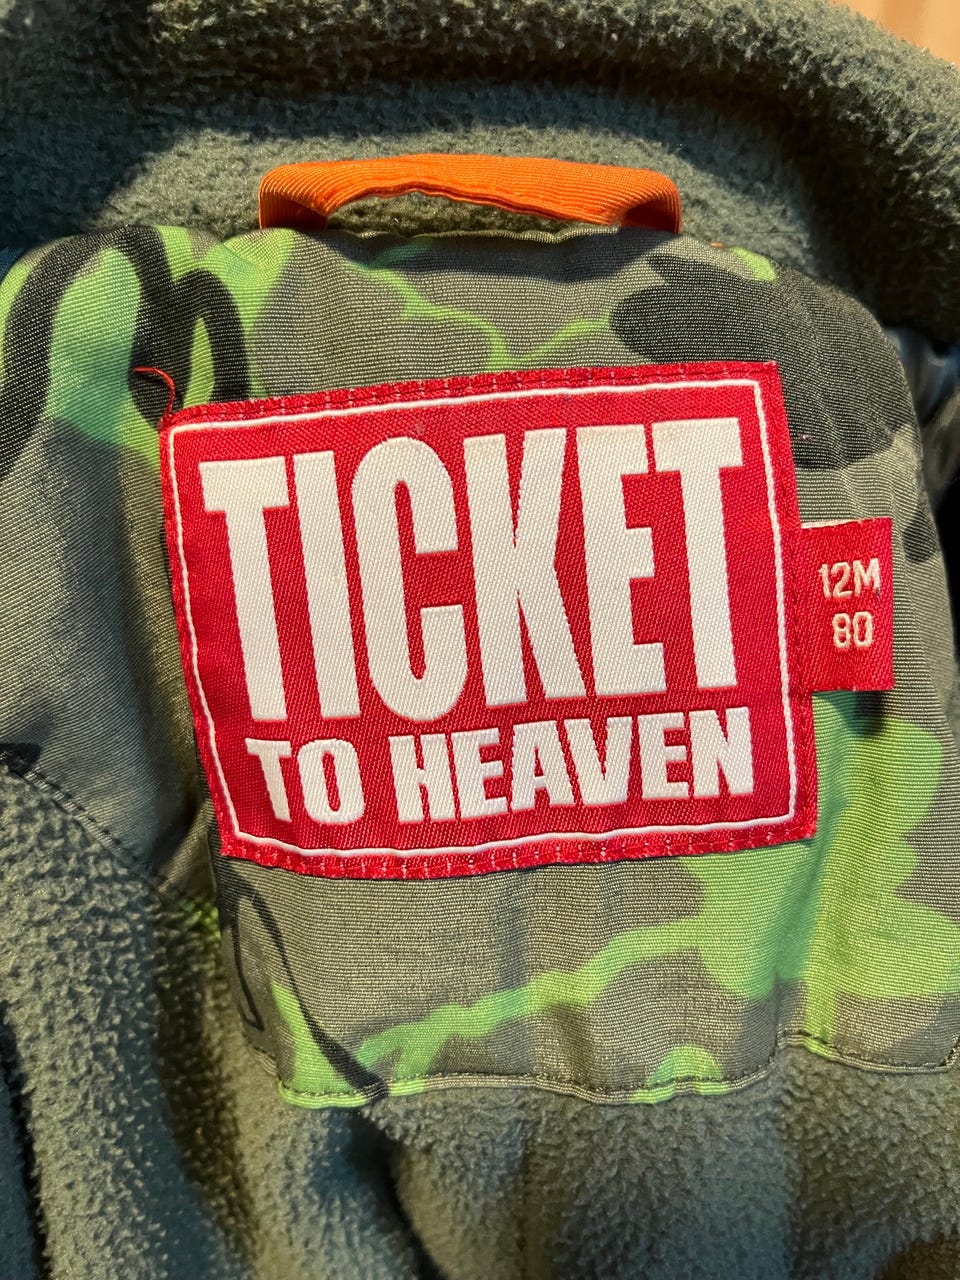 TICKET
TO HEAVEN
12M
80